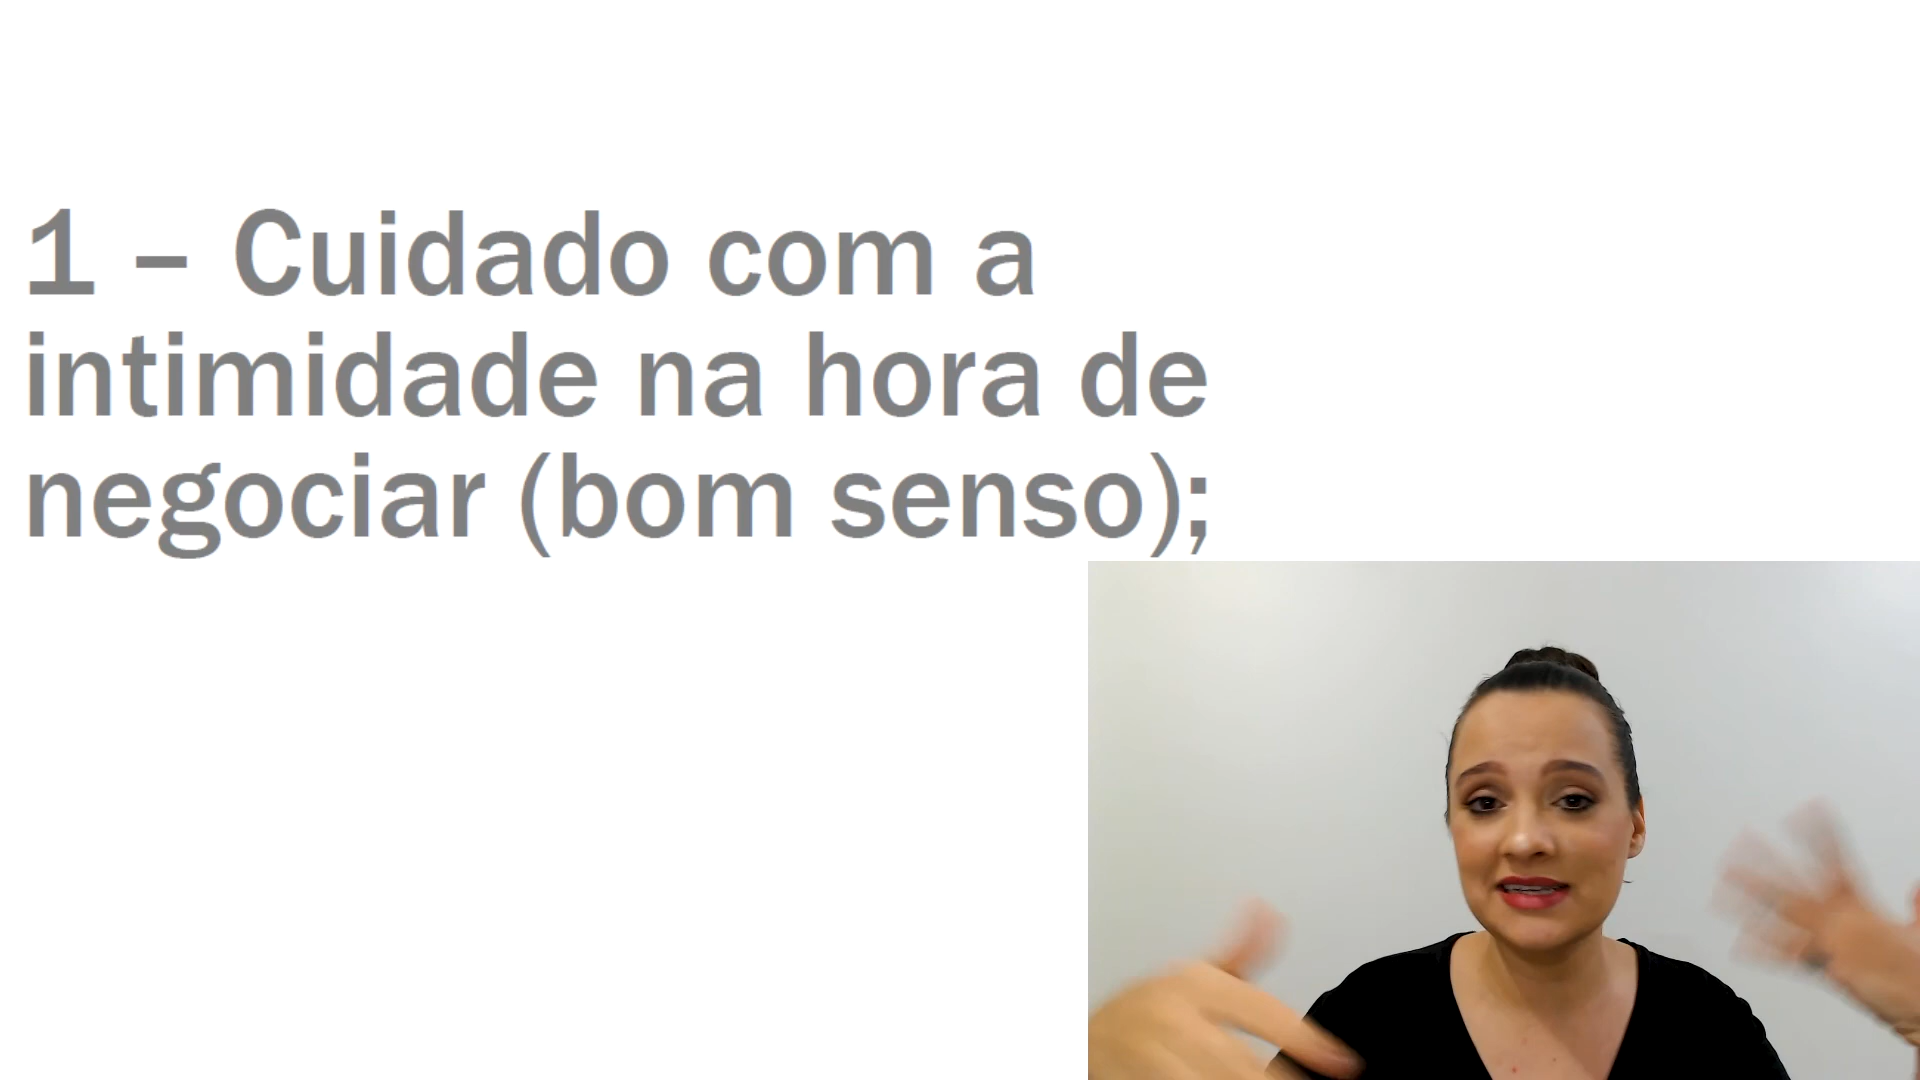 1 – Cuidado com a
intimidade na hora de
negociar (bom senso);